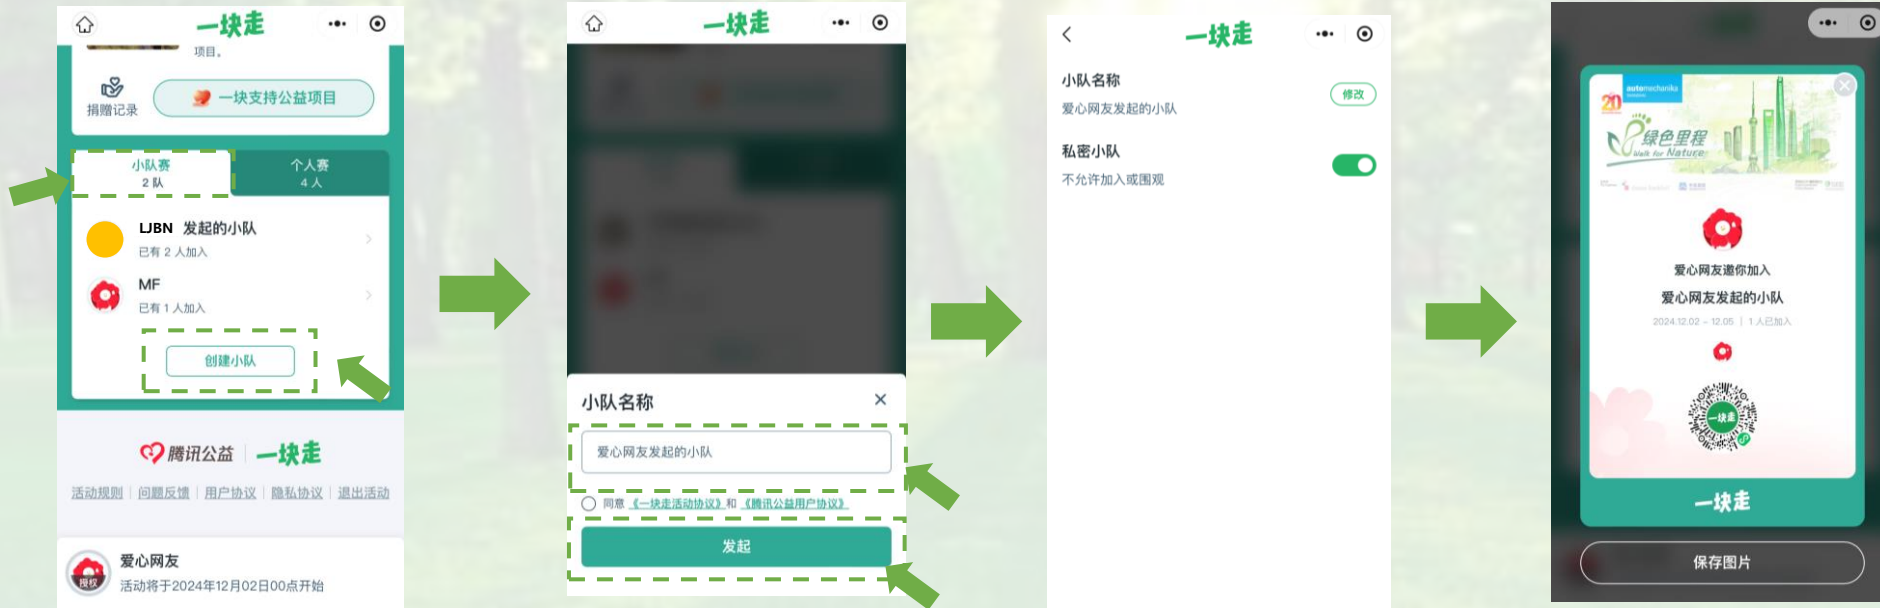 一块走
项目。
捐赠记录
一块支持公益项目
小队赛
2 队
个人赛
4 人
LJBN 发起的小队
已有 2 人加入
MF
已有 1 人加入
创建小队
腾讯公益 一块走
活动规则 | 问题反馈 | 用户协议 | 隐私协议 | 退出活动
爱心网友
授权
活动将于2024年12月02日00点开始
一块走
小队名称
爱心网友发起的小队
同意 《一块走活动协议》和 《腾讯公益用户协议》
发起
一块走
小队名称
爱心网友发起的小队
修改
私密小队
不允许加入或围观
20
automechanika
绿色里程
Walk for Nature
爱心网友邀你加入
爱心网友发起的小队
2024.12.02 - 12.05 | 1 人已加入
一块走
一块走
保存图片